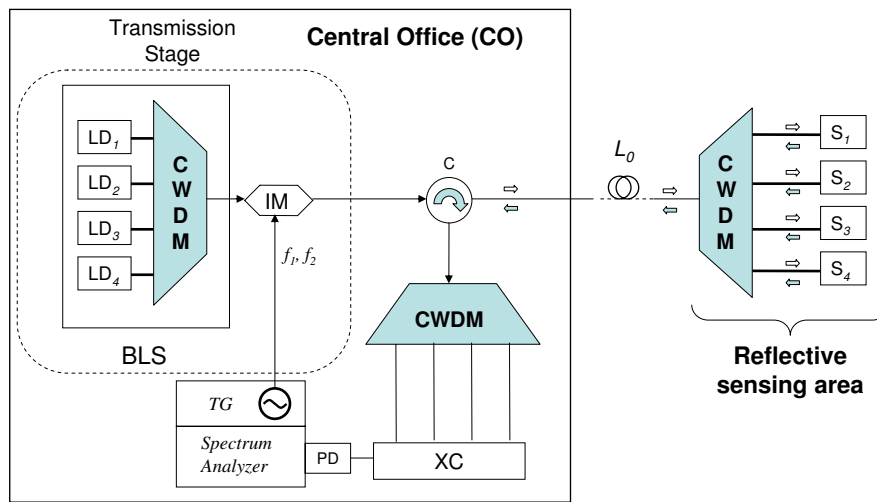 Transmission
Stage
Central Office (CO)
LD1
LD2
LD3
LD4
C
W
D
M
IM
f1, f2
BLS
C
L0
C
W
D
M
S1
S2
S3
S4
CWDM
Reflective
sensing area
TG
Spectrum
Analyzer
PD
XC